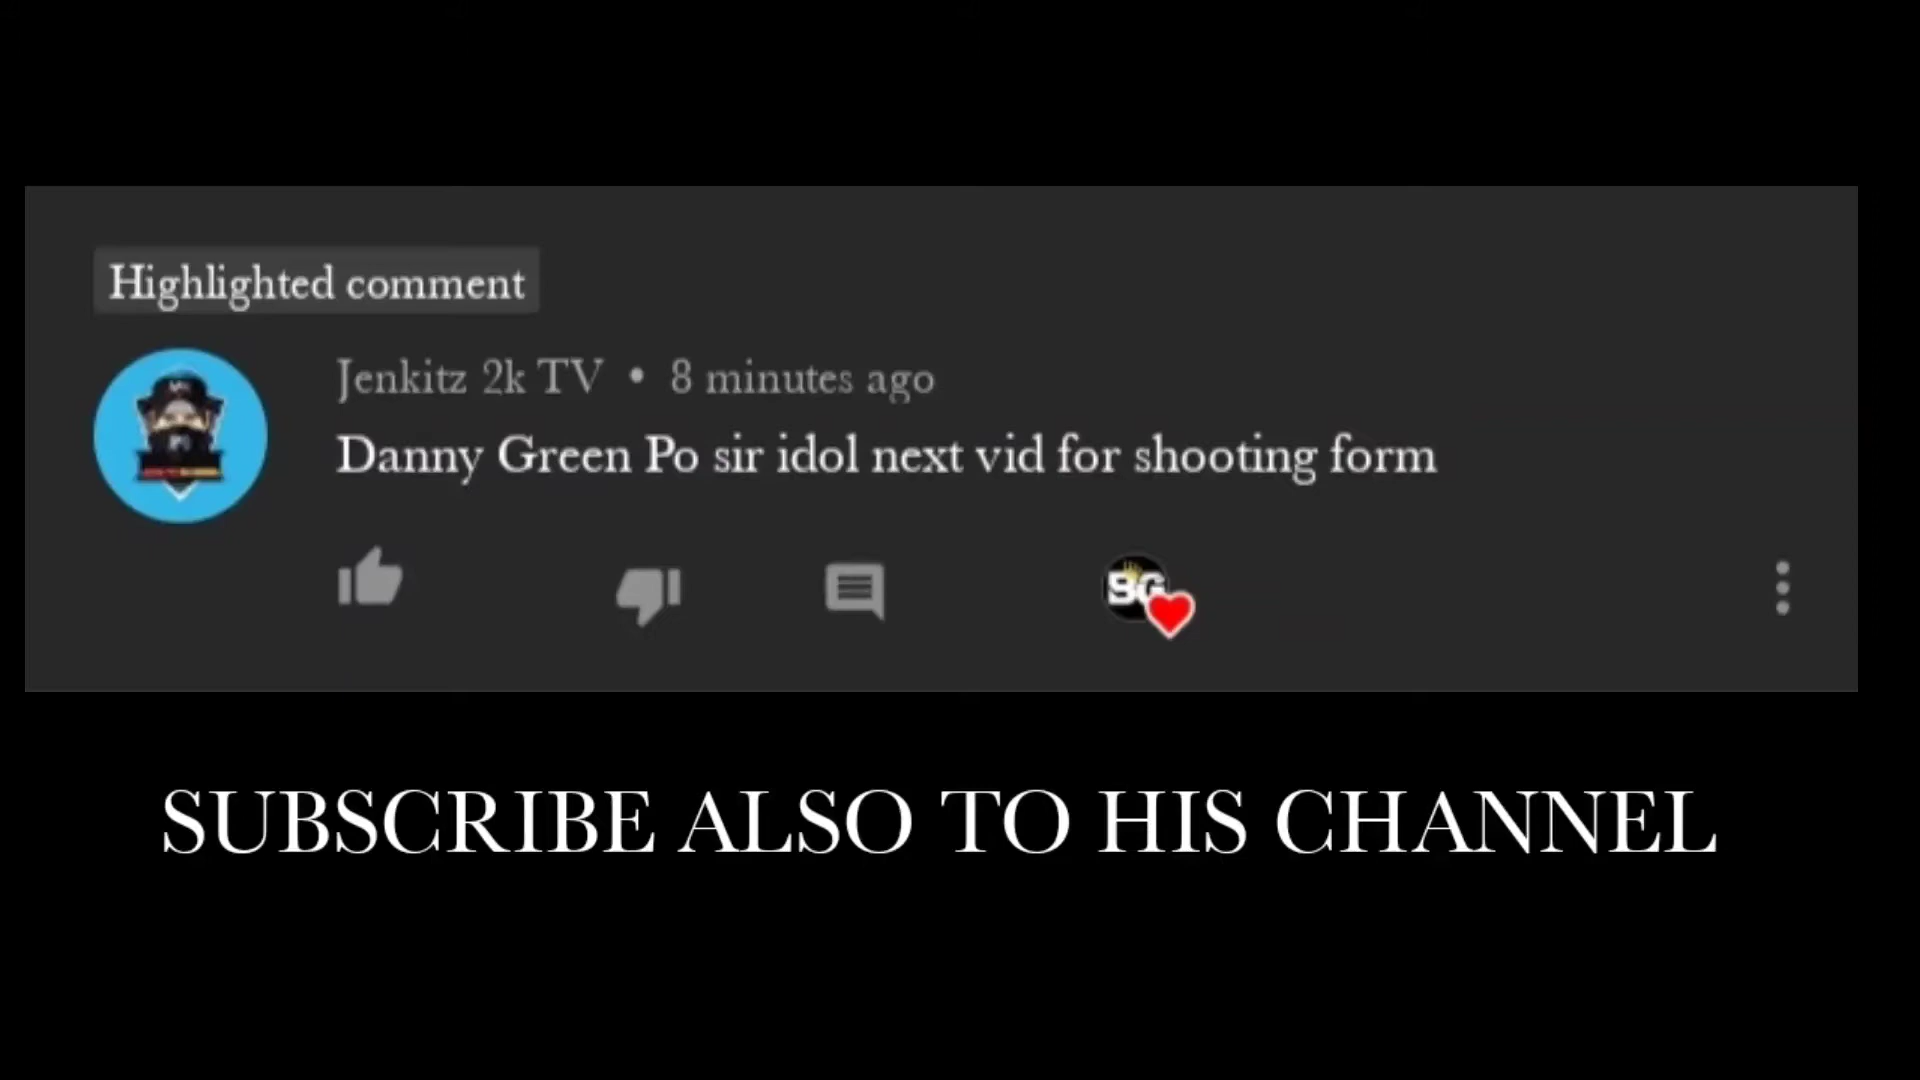 Highlighted comment
Jenkitz 2k TV • 8 minutes ago
Danny Green Po sir idol next vid for shooting form
SUBSCRIBE ALSO TO HIS CHANNEL